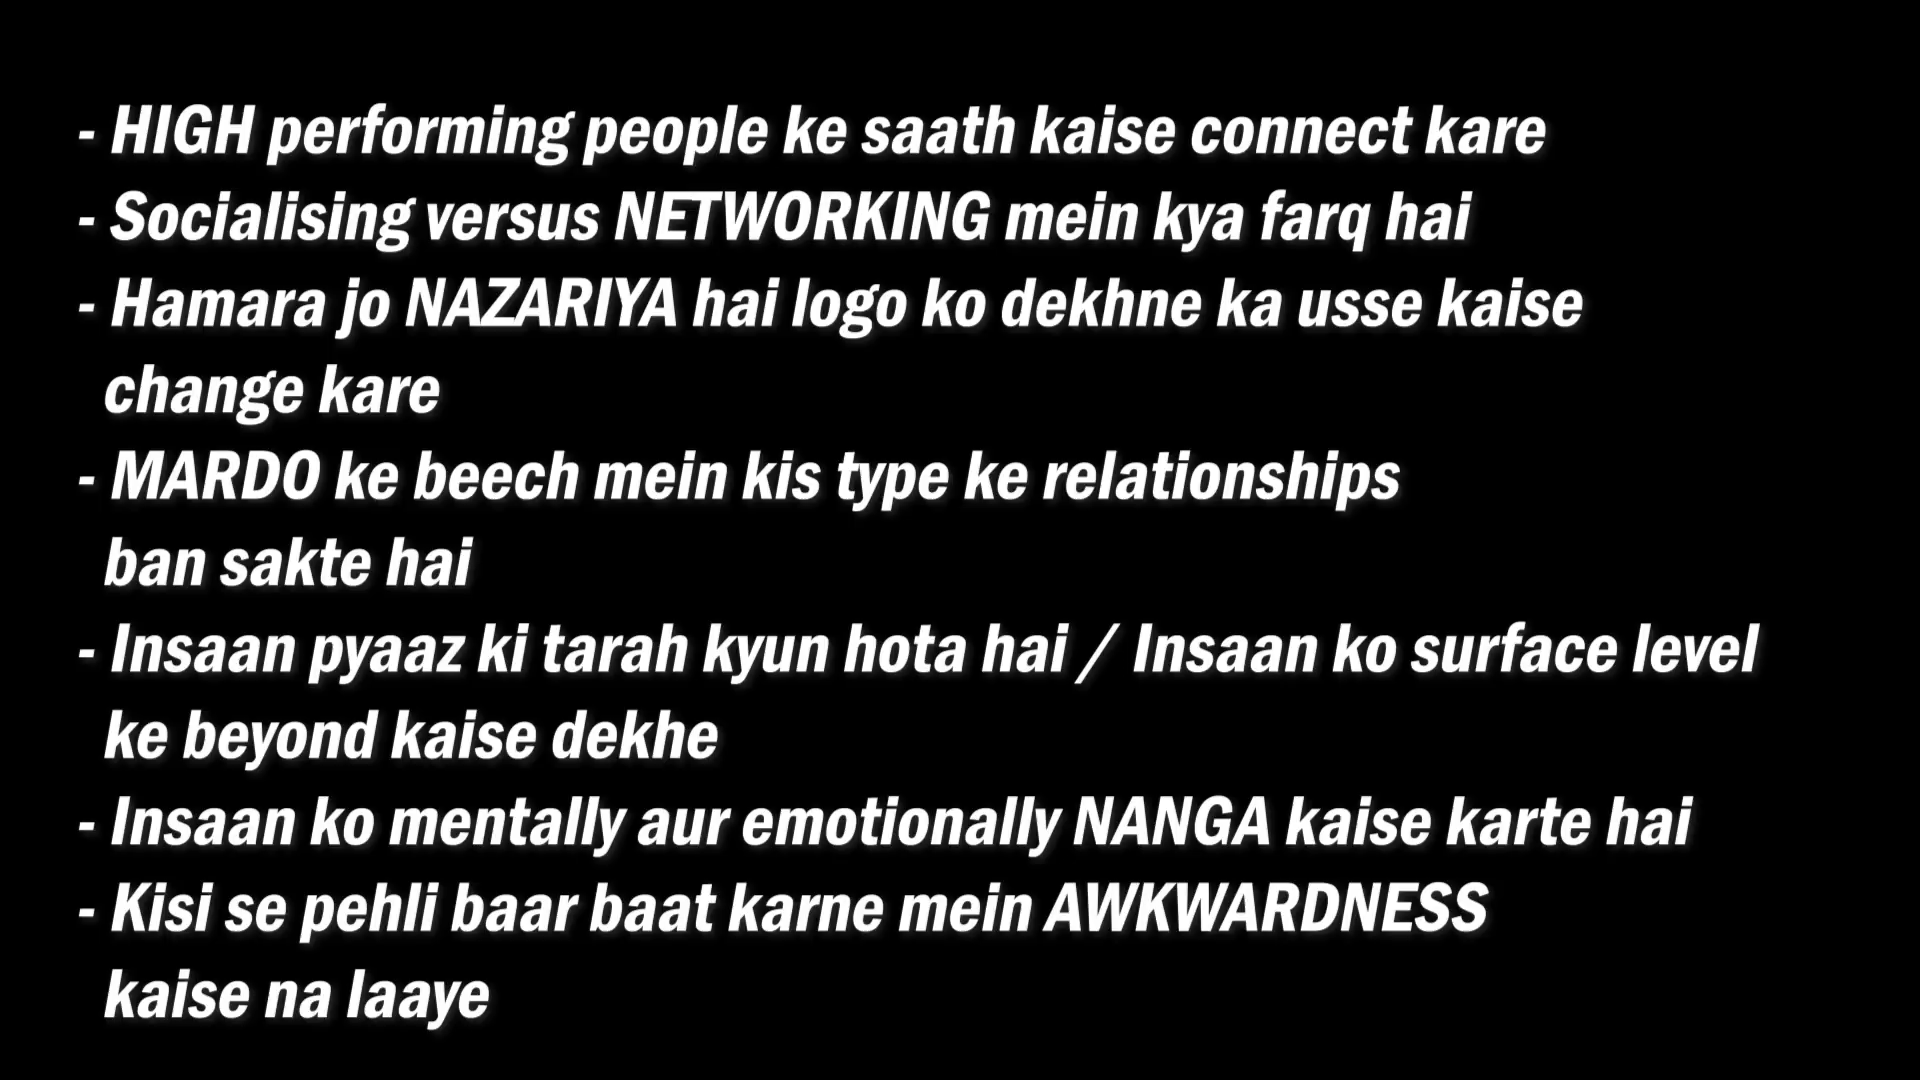 - HIGH performing people ke saath kaise connect kare
- Socialising versus NETWORKING mein kya farq hai
- Hamara jo NAZARIYA hai logo ko dekhne ka usse kaise
change kare
- MARDO ke beech mein kis type ke relationships
ban sakte hai
- Insaan pyaaz ki tarah kyun hota hai / Insaan ko surface level
ke beyond kaise dekhe
- Insaan ko mentally aur emotionally NANGA kaise karte hai
- Kisi se pehli baar baat karne mein AWKWARDNESS
kaise na laaye